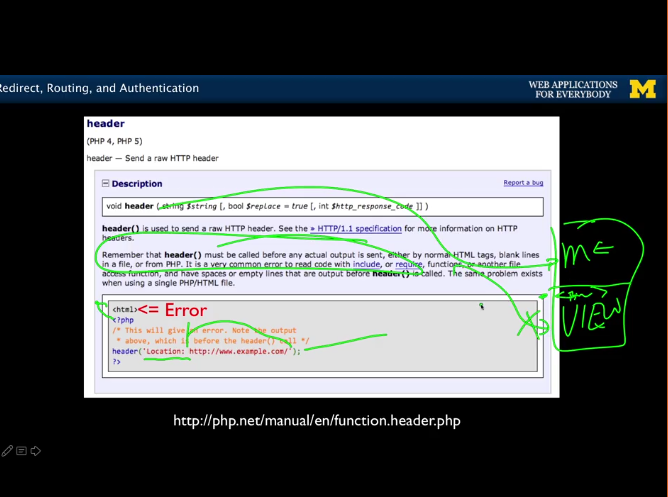 Redirect, Routing, and Authentication
WEB APPLICATIONS
FOR EVERYBODY
M
header
(PHP 4, PHP 5)
header — Send a raw HTTP header
Description
Report a bug
void header ( string $string [, bool $replace = true [, int $http_response_code ]] )
header() is used to send a raw HTTP header. See the » HTTP/1.1 specification for more information on HTTP
headers.
Remember that header() must be called before any actual output is sent, either by normal HTML tags, blank lines
in a file, or from PHP. It is a very common error to read code with include, or require, functions, or another file
access function, and have spaces or empty lines that are output before header() is called. The same problem exists
when using a single PHP/HTML file.
<html> <= Error
<?php
/* This will give an error. Note the output
* above, which is before the header() call */
header('Location: http://www.example.com/');
?>
VIEW
http://php.net/manual/en/function.header.php